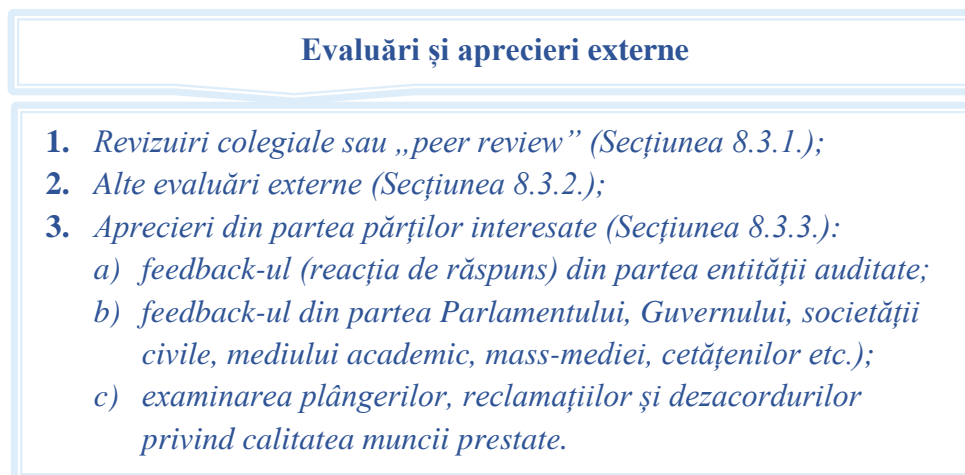 Evaluări și aprecieri externe
1. Revizuiri colegiale sau „peer review” (Secțiunea 8.3.1.);
2. Alte evaluări externe (Secțiunea 8.3.2.);
3. Aprecieri din partea părților interesate (Secțiunea 8.3.3.):
a) feedback-ul (reacția de răspuns) din partea entității auditate;
b) feedback-ul din partea Parlamentului, Guvernului, societății
civile, mediului academic, mass-mediei, cetățenilor etc.);
c) examinarea plângerilor, reclamațiilor și dezacordurilor
privind calitatea muncii prestate.